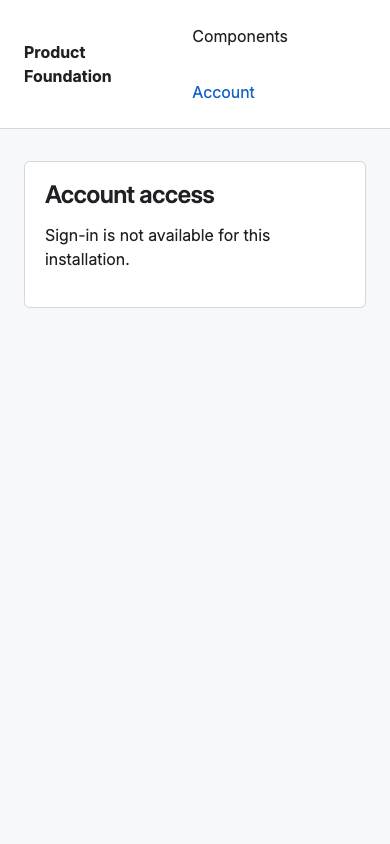 Product
Foundation
Components
Account
Account access
Sign-in is not available for this
installation.